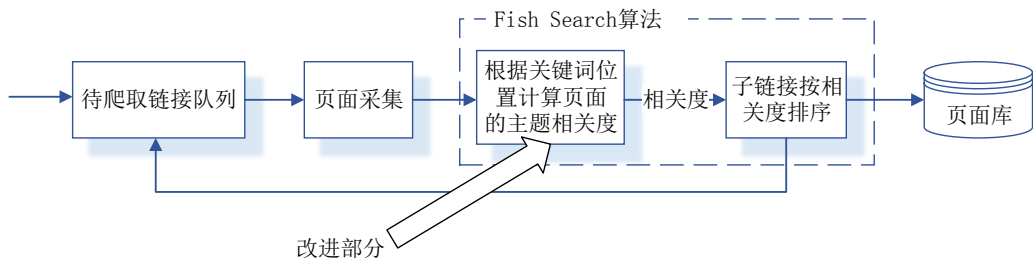 Fish Search算法
待爬取链接队列
页面采集
根据关键词位
置计算页面
的主题相关度
相关度
子链接按相
关度排序
页面库
改进部分